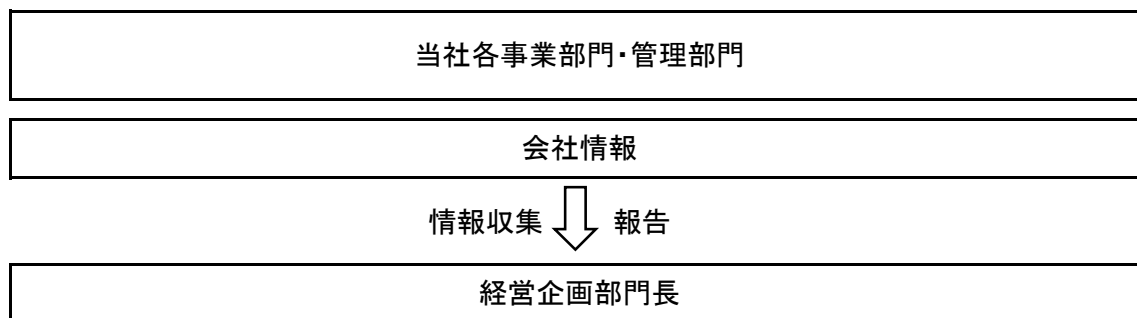 当社各事業部門・管理部門
会社情報
情報収集 報告
経営企画部門長